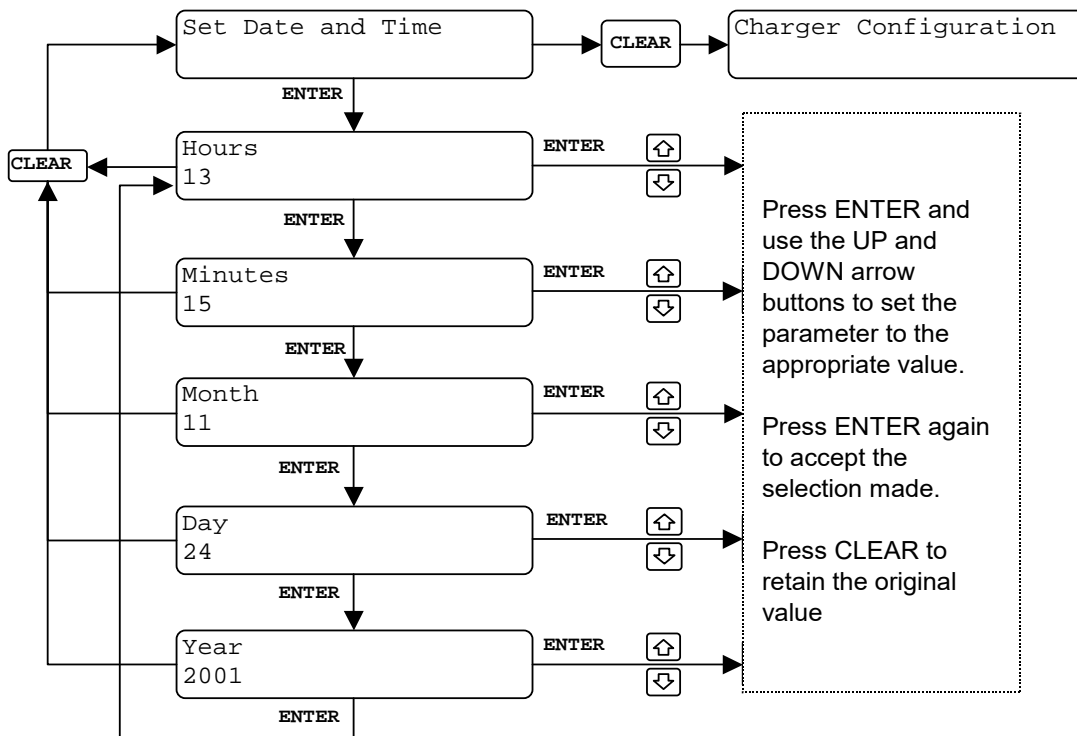 Set Date and Time
CLEAR
Charger Configuration
ENTER
CLEAR
Hours
13
ENTER
ENTER
Minutes
15
ENTER
ENTER
Month
11
ENTER
ENTER
Day
24
ENTER
ENTER
Year
2001
ENTER
ENTER
Press ENTER and
use the UP and
DOWN arrow
buttons to set the
parameter to the
appropriate value.
Press ENTER again
to accept the
selection made.
Press CLEAR to
retain the original
value